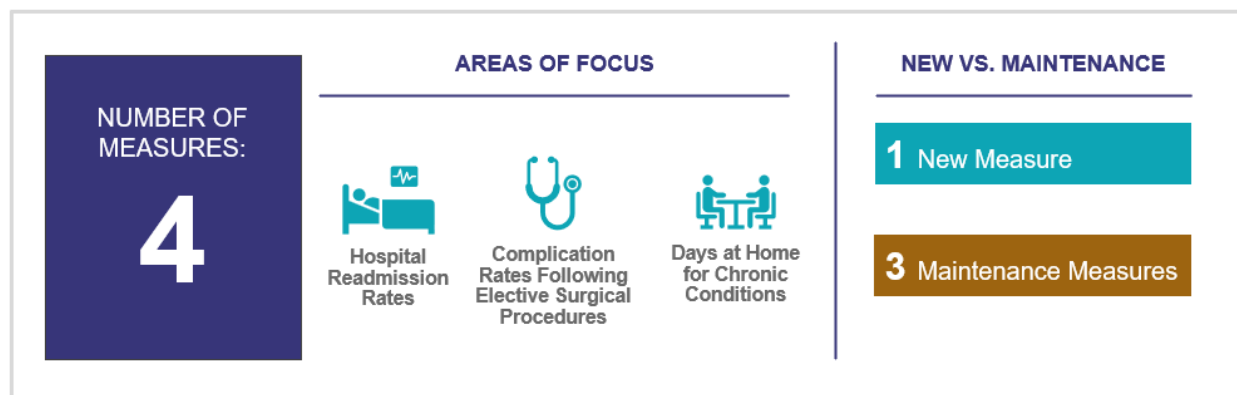 NUMBER OF
MEASURES:
4
AREAS OF FOCUS
Hospital
Readmission
Rates
Complication
Rates Following
Elective Surgical
Procedures
Days at Home
for Chronic
Conditions
NEW VS. MAINTENANCE
1 New Measure
3 Maintenance Measures